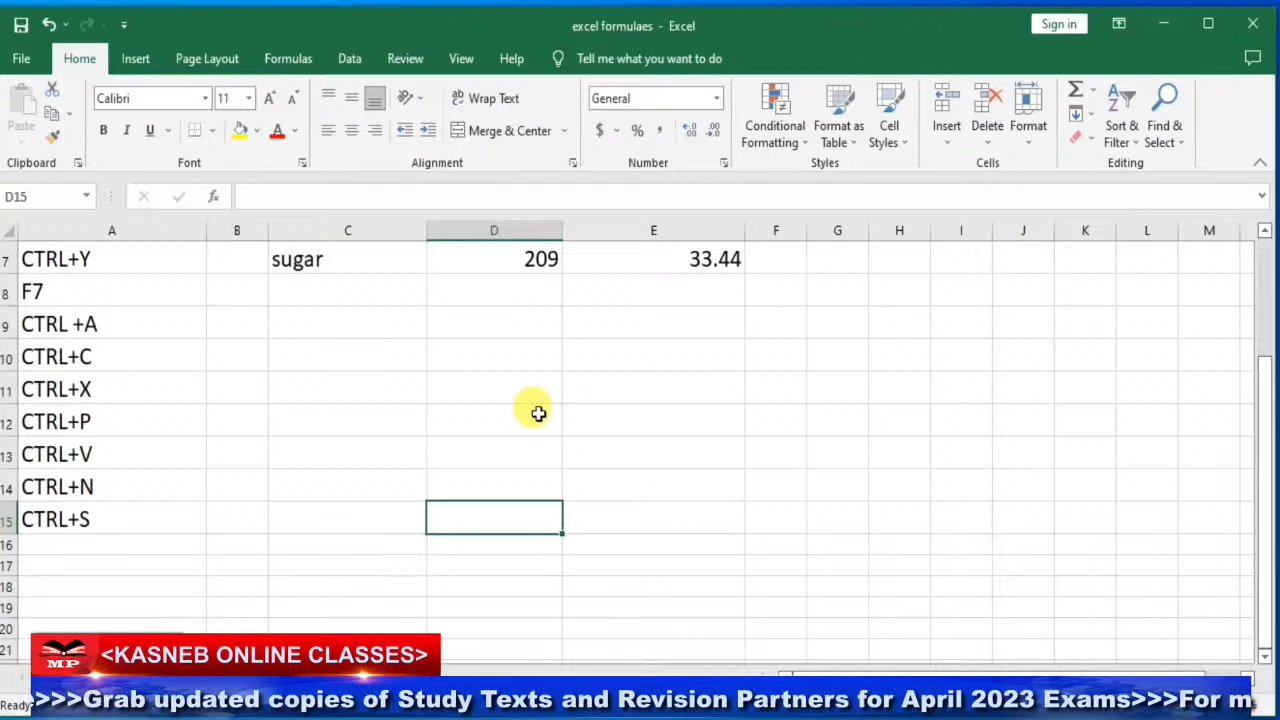 excel formulaes - Excel
Sign in
File Home Insert Page Layout Formulas Data Review View Help Tell me what you want to do
Paste
Calibri 11
Wrap Text
General
B I U
Merge & Center
$ % ,
Conditional Formatting
Format as Table
Cell Styles
Insert Delete Format
Sort & Filter
Find & Select
Clipboard Font Alignment Number Styles Cells Editing
D15 fx
A B C D E F G H I J K L M
7 CTRL+Y sugar 209 33.44
8 F7
9 CTRL +A
10 CTRL+C
11 CTRL+X
12 CTRL+P
13 CTRL+V
14 CTRL+N
15 CTRL+S
16
17
18
19
20
21
MP <KASNEB ONLINE CLASSES>
Ready
>>>Grab updated copies of Study Texts and Revision Partners for April 2023 Exams>>>For m